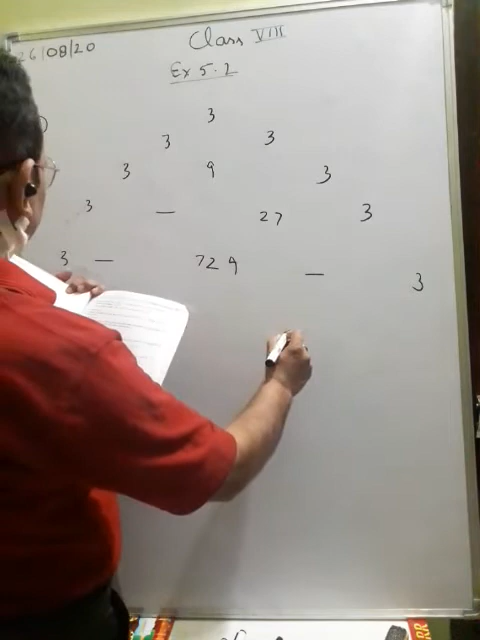 26/08/20
Class VIII
Ex 5.2
3
3 3
3 9 3
3 — 27 3
3 — 729 — 3